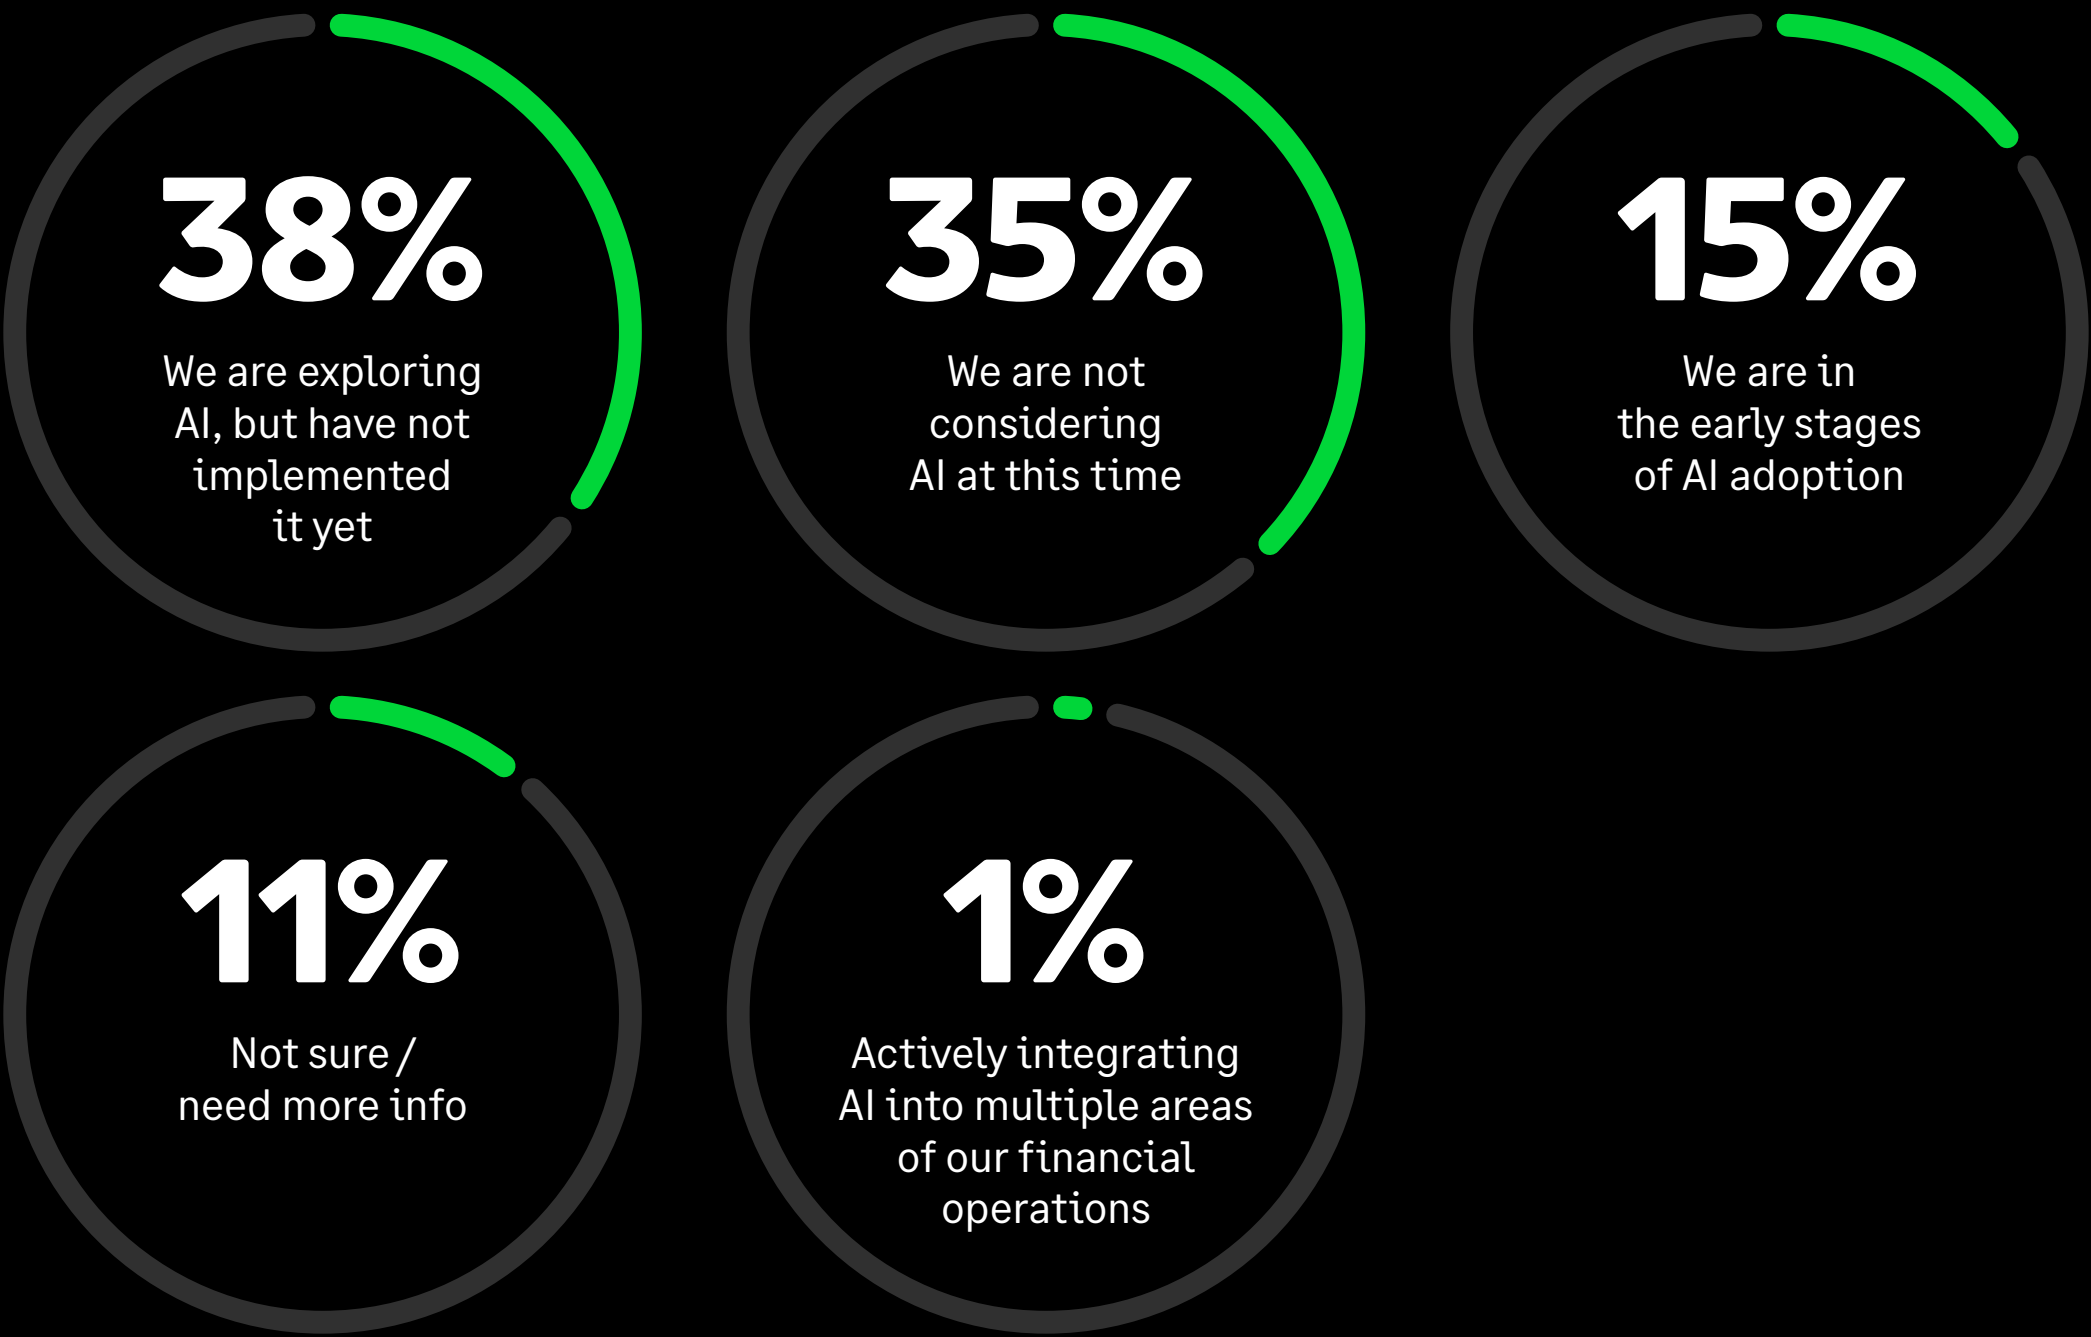 38%
We are exploring
AI, but have not
implemented
it yet
35%
We are not
considering
AI at this time
15%
We are in
the early stages
of AI adoption
11%
Not sure /
need more info
1%
Actively integrating
AI into multiple areas
of our financial
operations